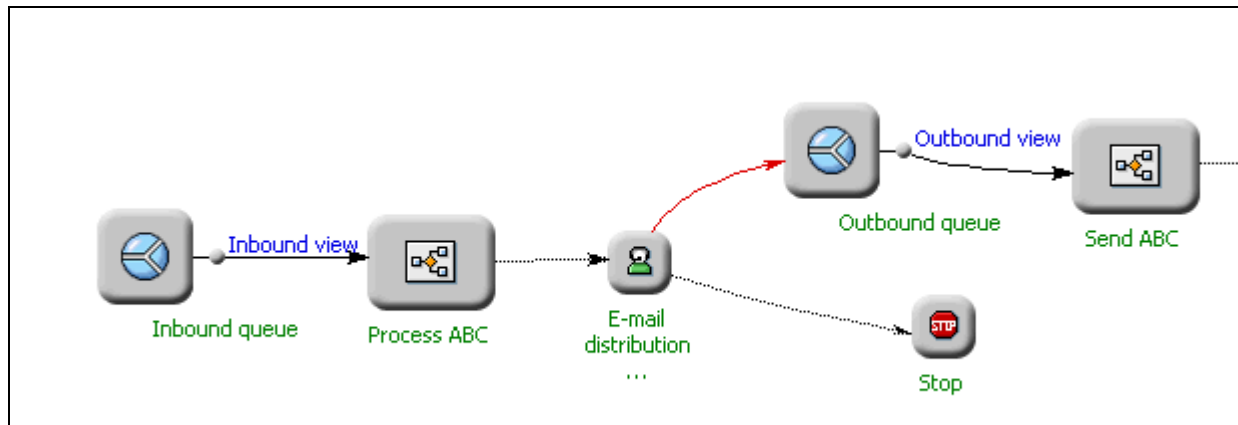 Outbound view
Outbound queue
Send ABC
Inbound view
Inbound queue
Process ABC
E-mail
distribution
...
STOP
Stop